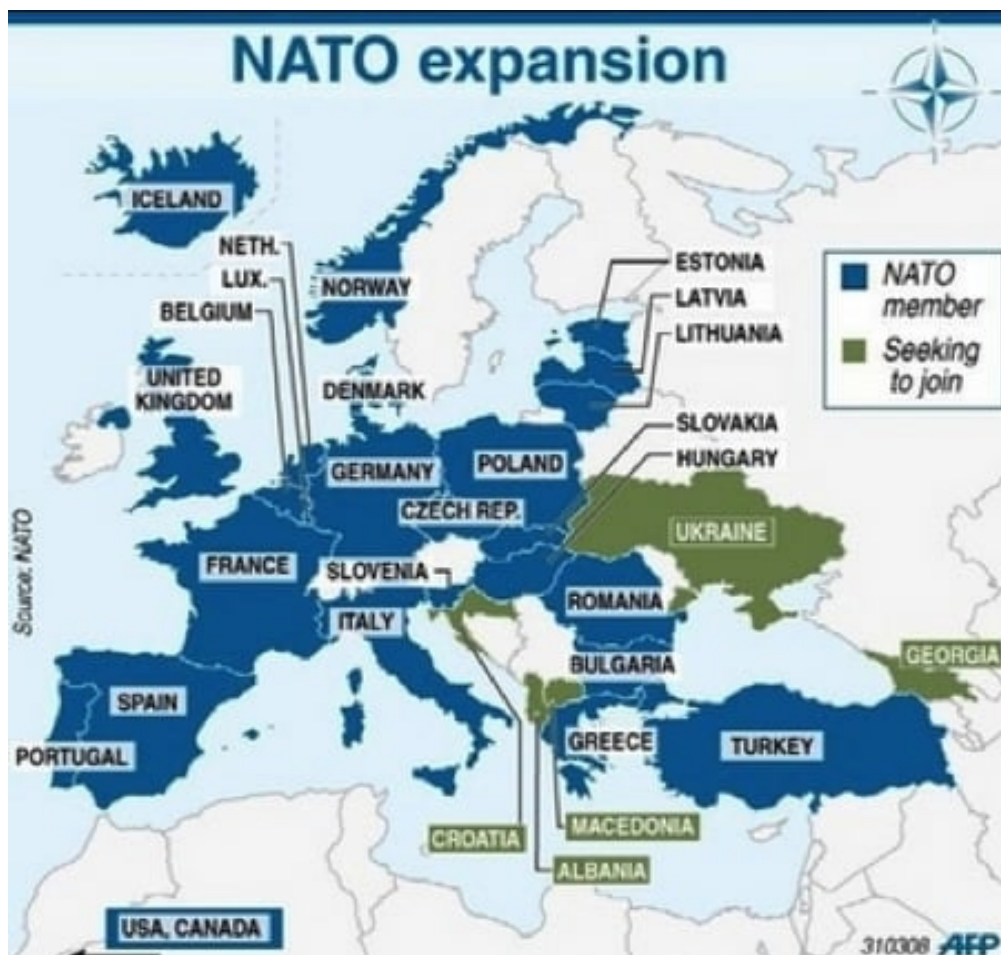 NATO expansion
ICELAND
NETH.
LUX.
BELGIUM
NORWAY
ESTONIA
LATVIA
LITHUANIA
NATO
member
Seeking
to join
UNITED
KINGDOM
DENMARK
SLOVAKIA
HUNGARY
GERMANY
POLAND
CZECH REP.
UKRAINE
Source: NATO
FRANCE
SLOVENIA
ITALY
ROMANIA
BULGARIA
GEORGIA
SPAIN
PORTUGAL
GREECE
TURKEY
CROATIA
MACEDONIA
ALBANIA
USA, CANADA
310308 AFP